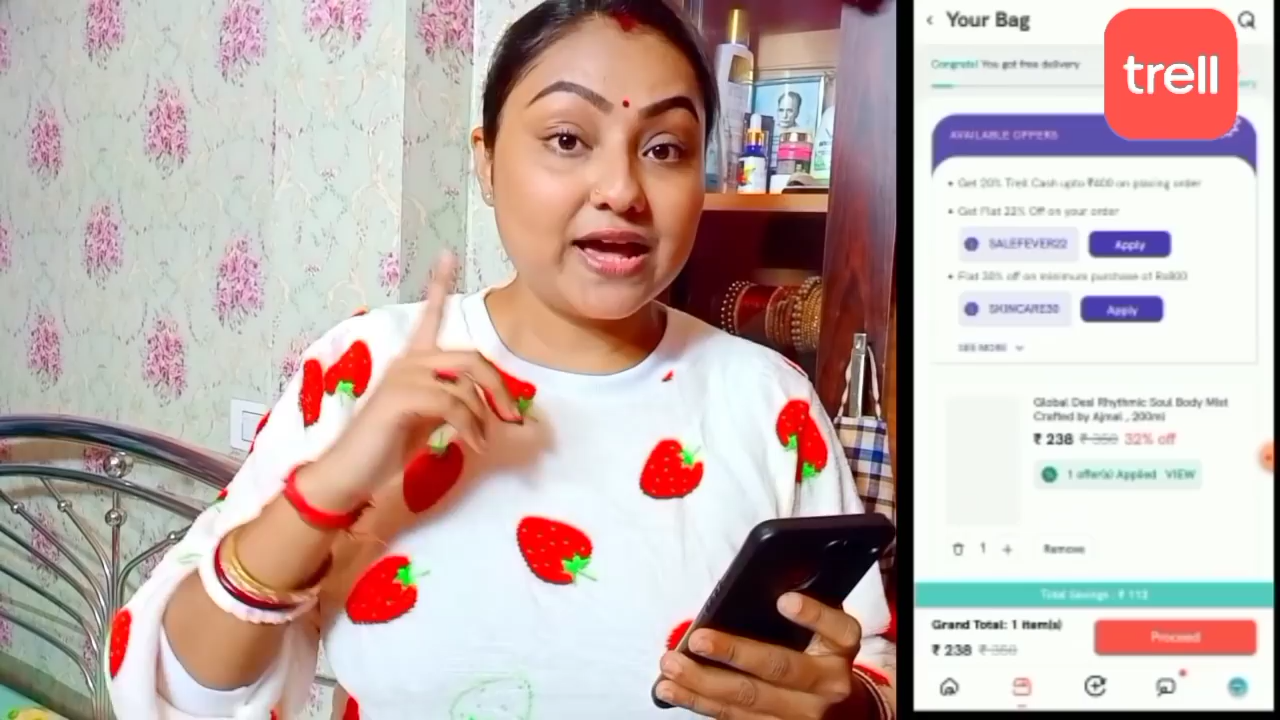 Your Bag
trell
Congrats! You got free delivery
AVAILABLE OFFERS
• Get 20% Trell Cash upto ₹400 on placing order
• Get Flat 22% Off on your order
SALEFEVER22
Apply
• Flat 30% off on minimum purchase of Rs800
SKINCARE30
Apply
SEE MORE
Global Desi Rhythmic Soul Body Mist
Crafted by Ajmal , 200ml
₹ 238 ₹ 350 32% off
1 offer(s) Applied VIEW
1 +
Remove
Total Savings : ₹ 112
Grand Total: 1 item(s)
₹ 238 ₹ 350
Proceed